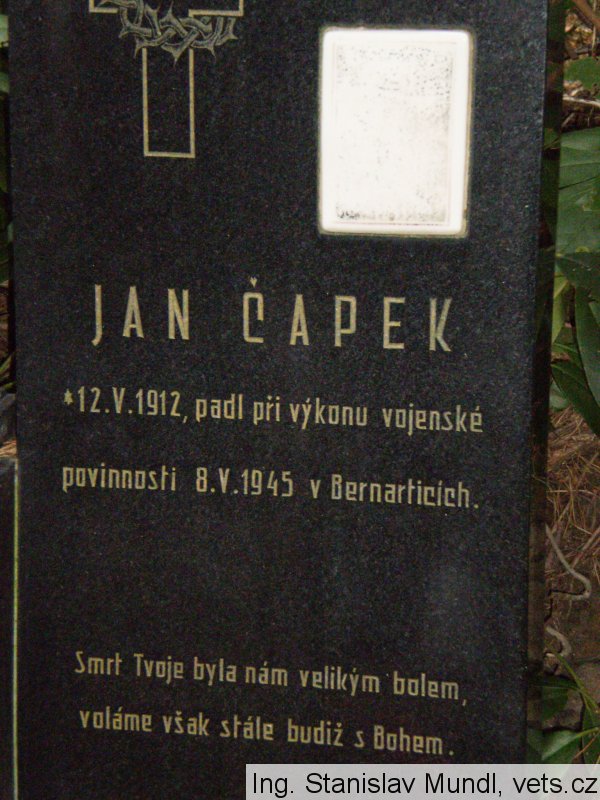 JAN ČAPEK
*12.V.1912, padl při výkonu vojenské
povinnosti 8.V.1945 v Bernarticích.
Smrt Tvoje byla nám velikým bolem,
voláme však stále budiž s Bohem.
Ing. Stanislav Mundl, vets.cz